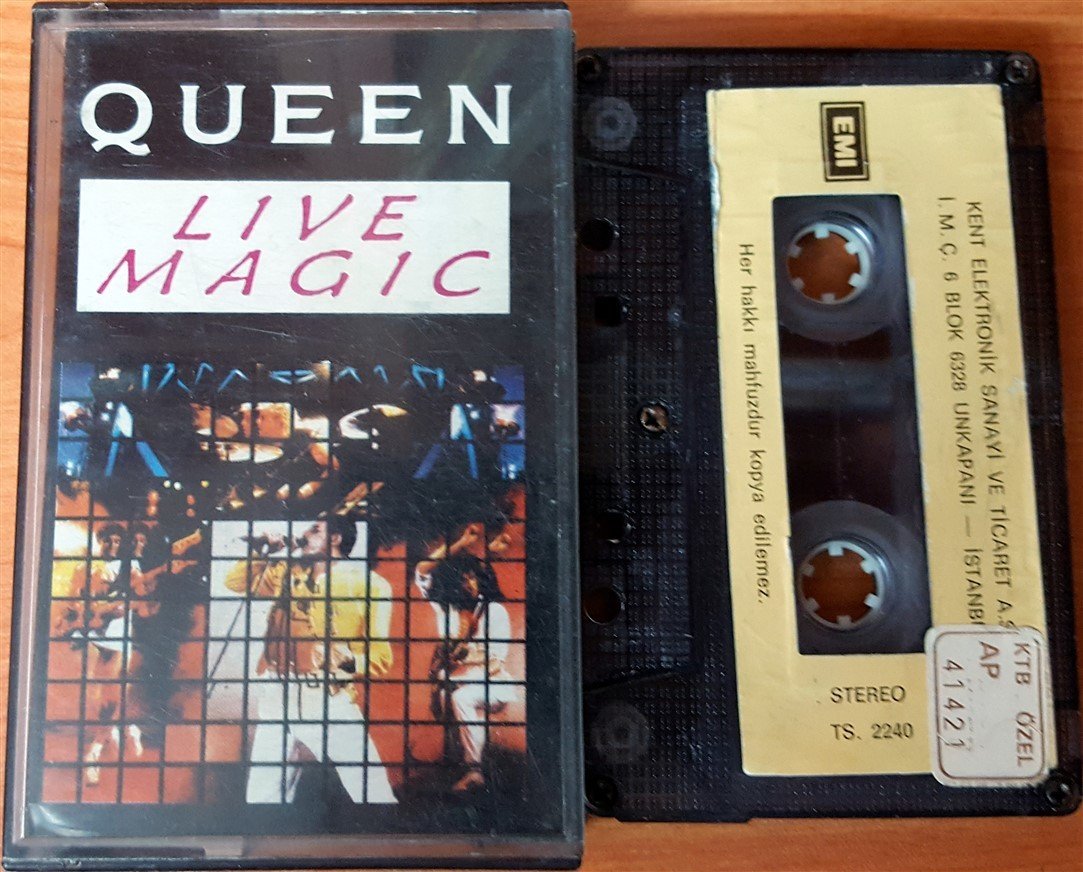 QUEEN
LIVE
MAGIC
EMI
KENT ELEKTRONİK SANAYİ VE TİCARET A.Ş
İ. M. Ç. 6 BLOK 6328 UNKAPANI — İSTANBU
Her hakkı mahfuzdur kopya edilemez.
STEREO
TS. 2240
KTB ÖZEL
AP
41421